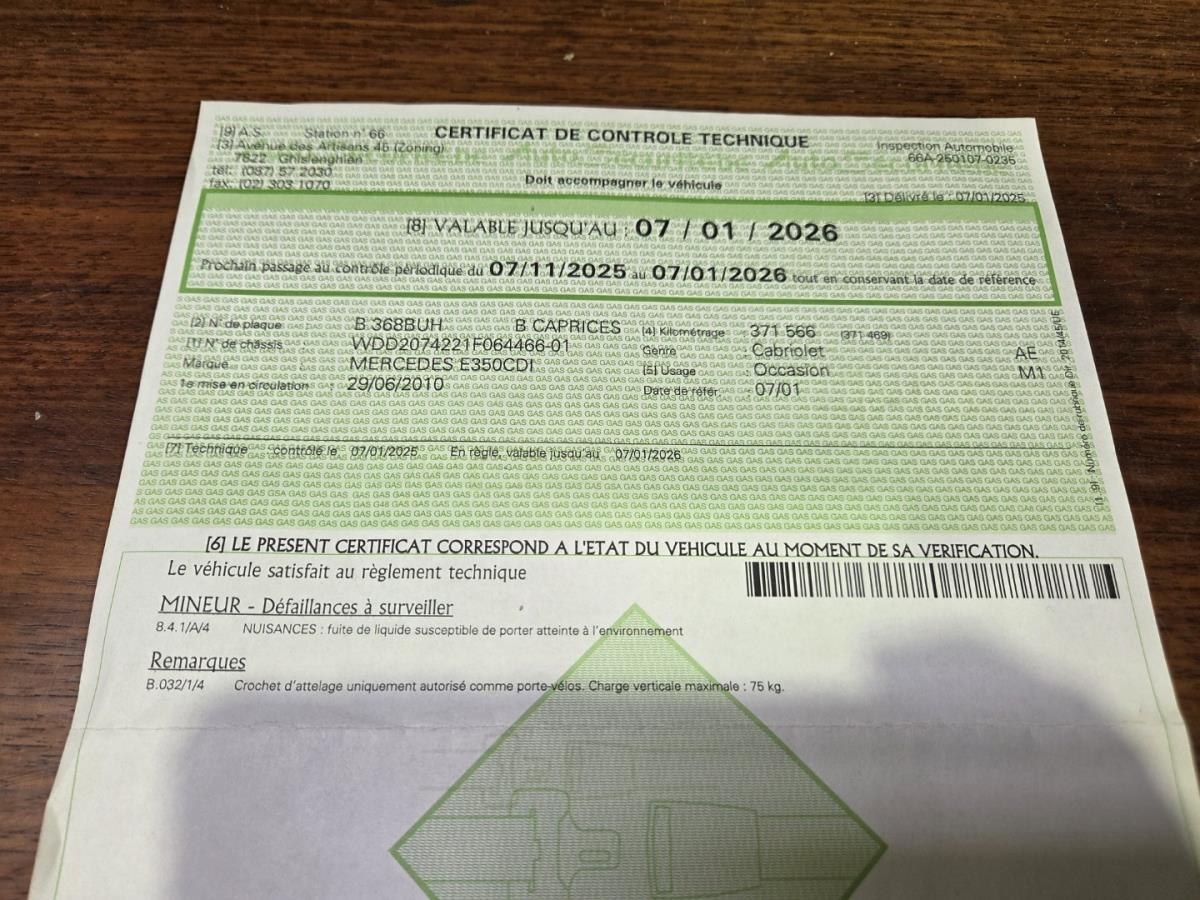 [9] A.S. Station n° 66
[3] Avenue des Artisans 46 (Zoning)
7822 Ghislenghien
tél: (087) 57 2030
fax: (02) 303 1070
CERTIFICAT DE CONTROLE TECHNIQUE
Doit accompagner le véhicule
Inspection Automobile
66A-250107-0235
[3] Délivré le : 07/01/2025
[8] VALABLE JUSQU'AU : 07 / 01 / 2026
Prochain passage au contrôle périodique du 07/11/2025 au 07/01/2026 tout en conservant la date de référence
[2] N° de plaque B 368BUH B CAPRICES [4] Kilométrage 371 566 (371 469)
[1] N° de châssis WDD2074221F064466-01 Genre : Cabriolet AE
Marque MERCEDES E350CDI [5] Usage : Occasion M1
1e mise en circulation : 29/06/2010 Date de référ. : 07/01
[7] Technique contrôlé le 07/01/2025 En règle, valable jusqu'au 07/01/2026
[6] LE PRESENT CERTIFICAT CORRESPOND A L'ETAT DU VEHICULE AU MOMENT DE SA VERIFICATION.
Le véhicule satisfait au règlement technique
MINEUR - Défaillances à surveiller
8.4.1/A/4 NUISANCES : fuite de liquide susceptible de porter atteinte à l'environnement
Remarques
B.032/1/4 Crochet d'attelage uniquement autorisé comme porte-vélos. Charge verticale maximale : 75 kg.